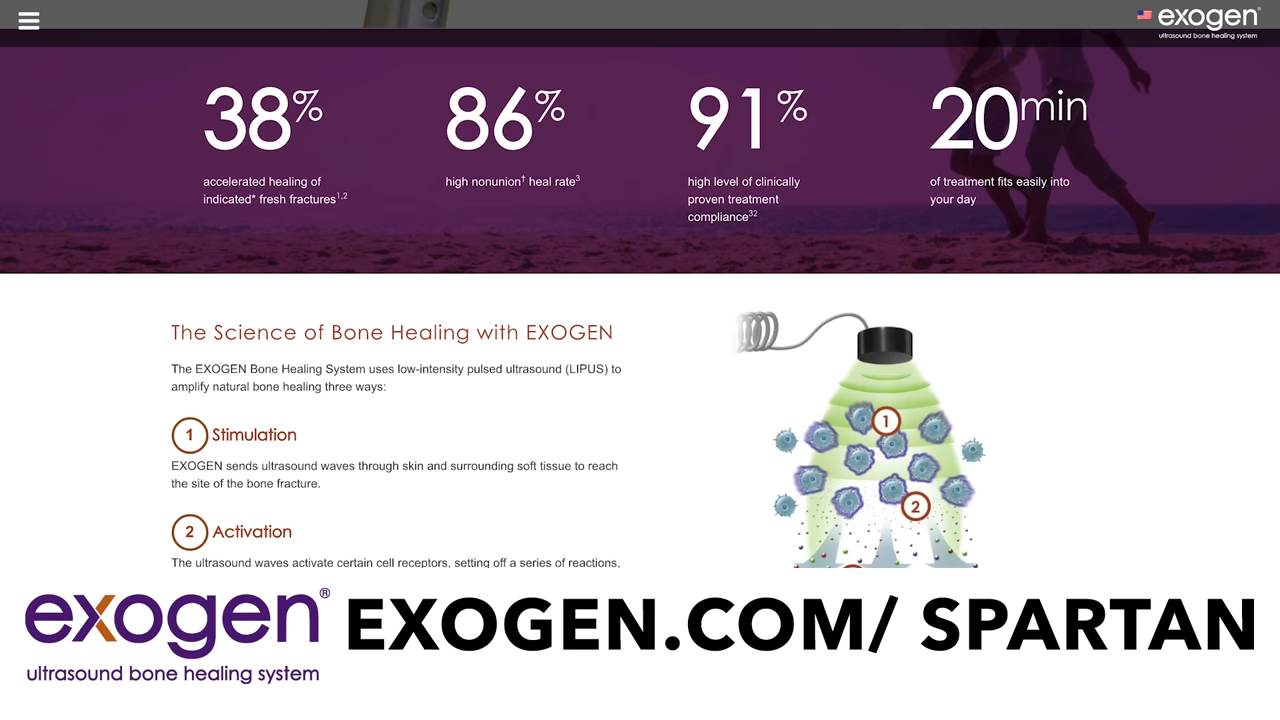 exogen®
ultrasound bone healing system
38%
accelerated healing of
indicated* fresh fractures1,2
86%
high nonunion† heal rate3
91%
high level of clinically
proven treatment
compliance32
20min
of treatment fits easily into
your day
The Science of Bone Healing with EXOGEN
The EXOGEN Bone Healing System uses low-intensity pulsed ultrasound (LIPUS) to
amplify natural bone healing three ways:
1 Stimulation
EXOGEN sends ultrasound waves through skin and surrounding soft tissue to reach
the site of the bone fracture.
2 Activation
The ultrasound waves activate certain cell receptors, setting off a series of reactions,
1
2
exogen®
ultrasound bone healing system
EXOGEN.COM/ SPARTAN